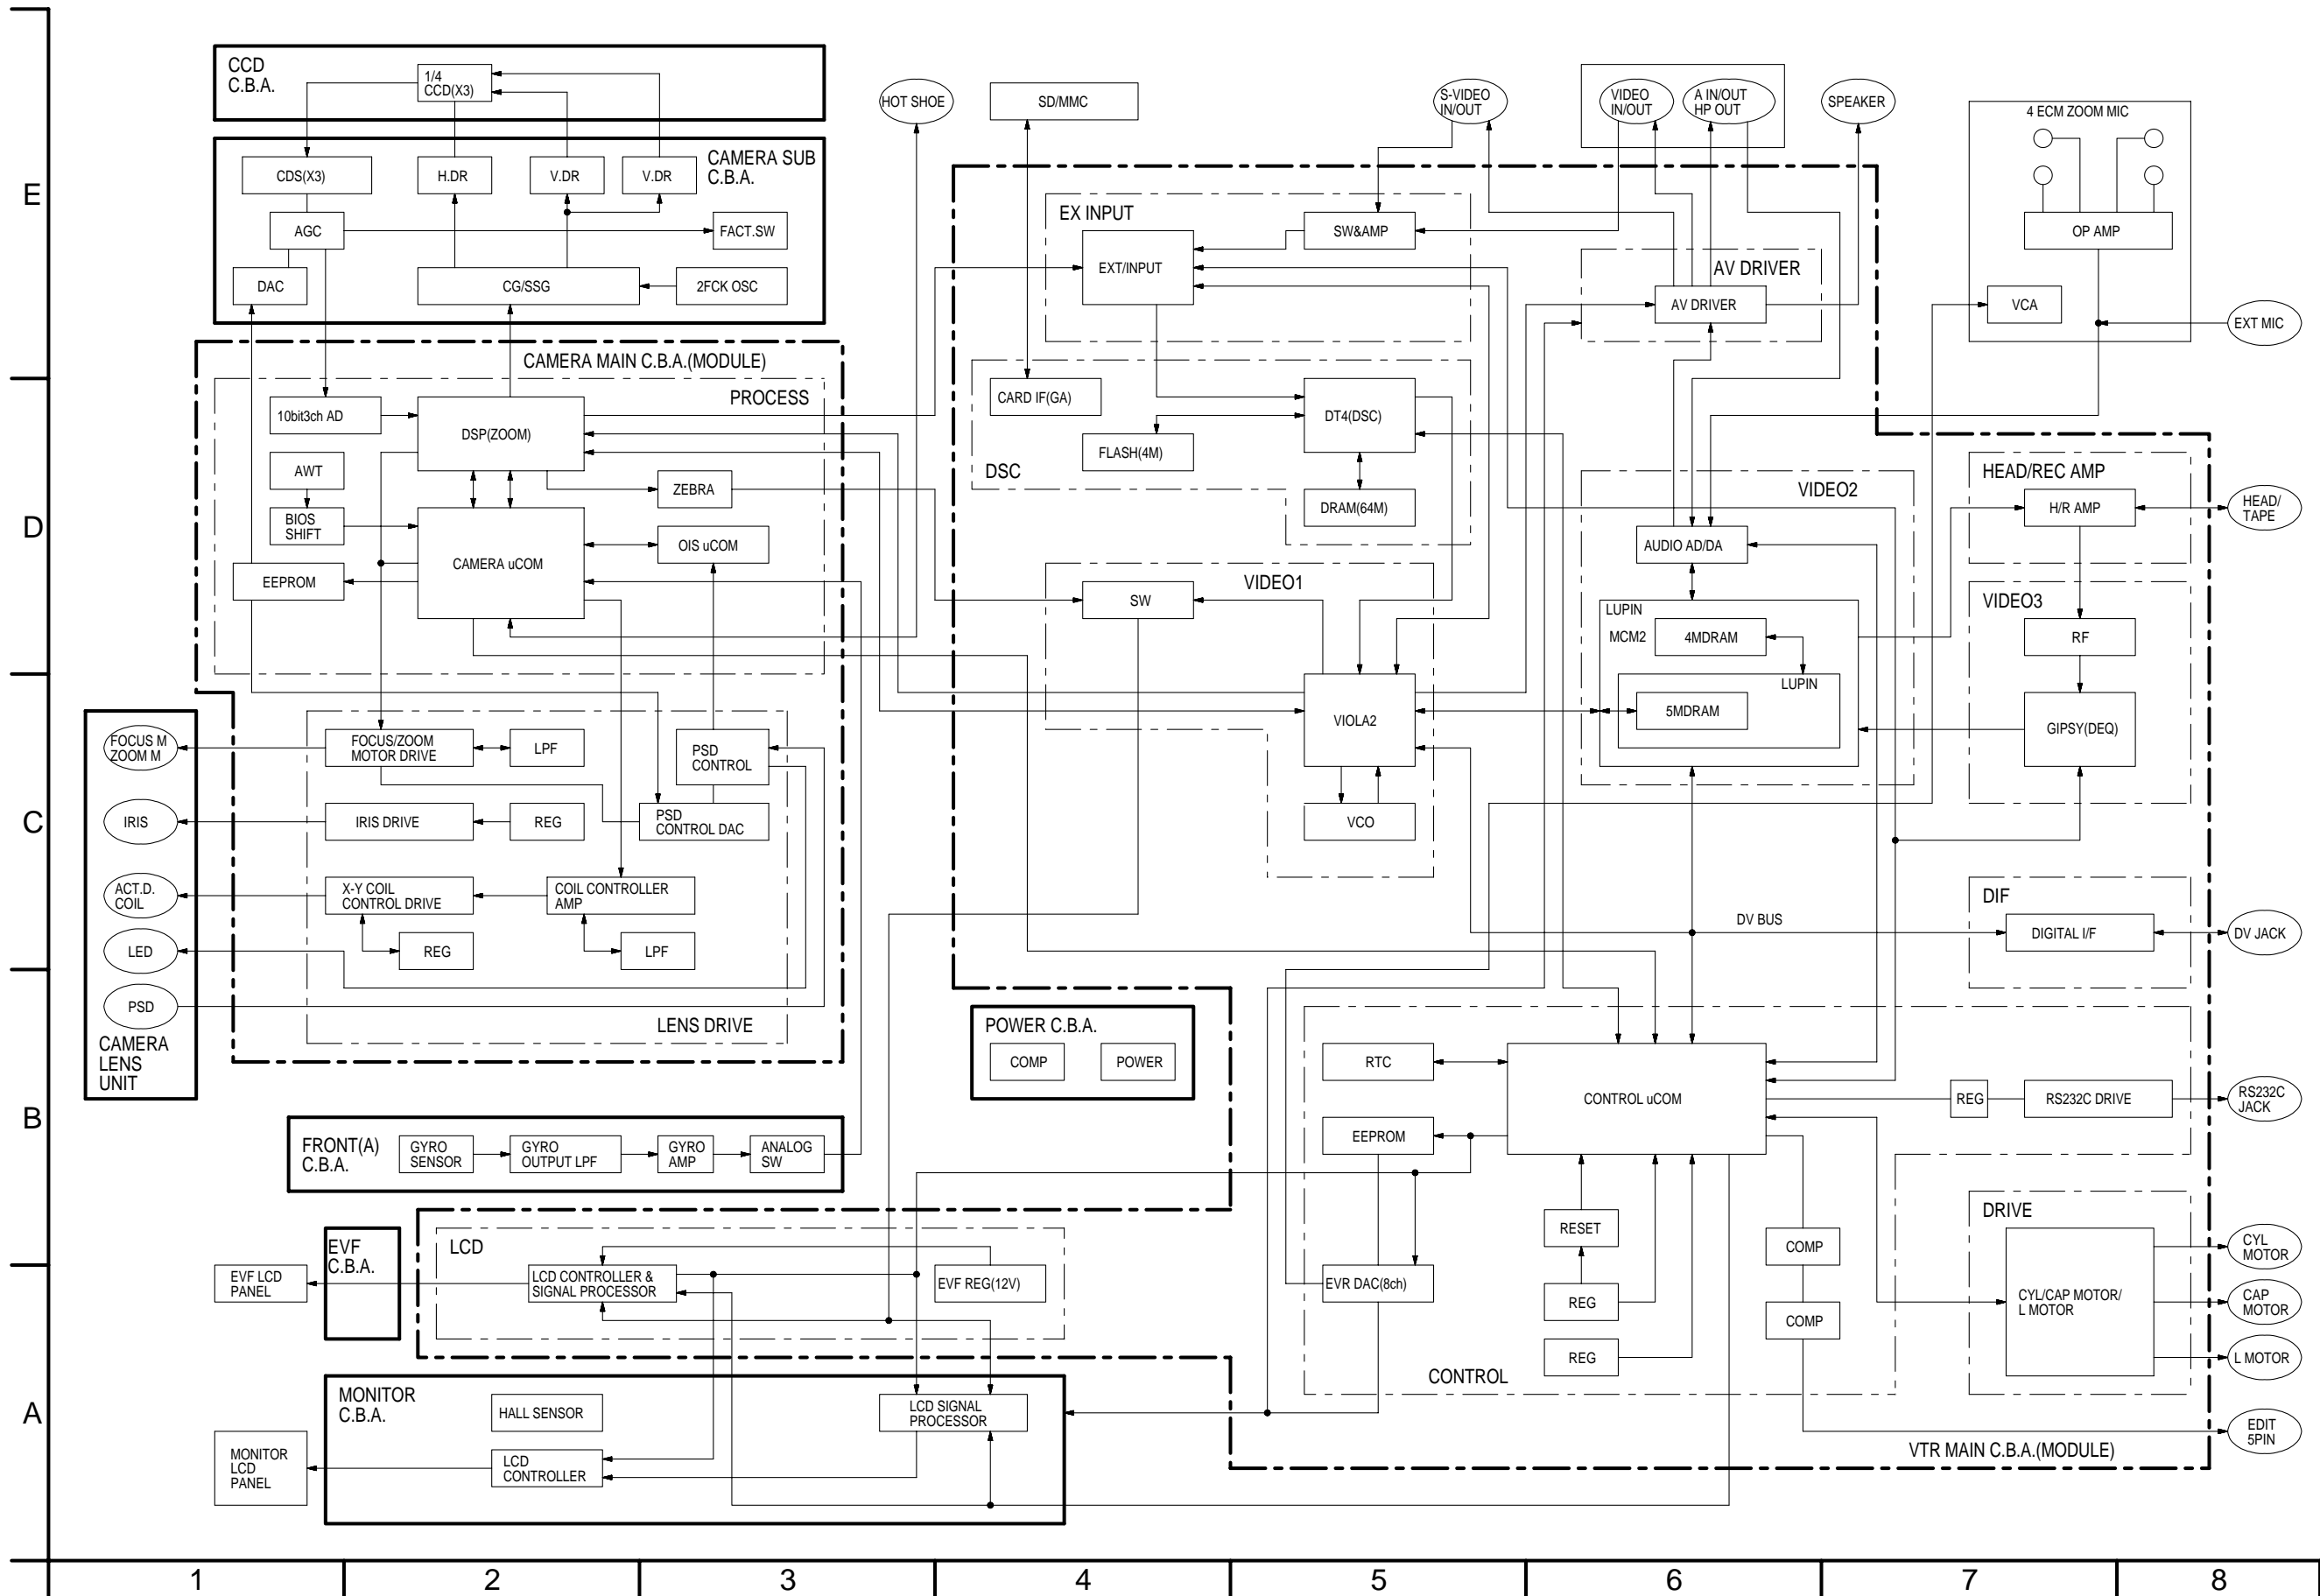 CCD
C.B.A.
1/4
CCD(X3)
HOT SHOE
SD/MMC
S-VIDEO
IN/OUT
VIDEO
IN/OUT
A IN/OUT
HP OUT
SPEAKER
4 ECM ZOOM MIC
CAMERA SUB
C.B.A.
CDS(X3)
H.DR
V.DR
V.DR
E
AGC
FACT.SW
EX INPUT
SW&AMP
OP AMP
DAC
CG/SSG
2FCK OSC
EXT/INPUT
AV DRIVER
AV DRIVER
VCA
EXT MIC
CAMERA MAIN C.B.A.(MODULE)
PROCESS
10bit3ch AD
DSP(ZOOM)
CARD IF(GA)
DT4(DSC)
FLASH(4M)
DSC
AWT
ZEBRA
DRAM(64M)
VIDEO2
HEAD/REC AMP
H/R AMP
HEAD/
TAPE
D
BIOS
SHIFT
OIS uCOM
AUDIO AD/DA
CAMERA uCOM
EEPROM
VIDEO1
SW
LUPIN
MCM2
4MDRAM
VIDEO3
RF
LUPIN
5MDRAM
VIOLA2
GIPSY(DEQ)
FOCUS M
ZOOM M
FOCUS/ZOOM
MOTOR DRIVE
LPF
PSD
CONTROL
C
IRIS
IRIS DRIVE
REG
PSD
CONTROL DAC
VCO
ACT.D.
COIL
X-Y COIL
CONTROL DRIVE
COIL CONTROLLER
AMP
DIF
DV BUS
DIGITAL I/F
DV JACK
LED
REG
LPF
PSD
LENS DRIVE
CAMERA
LENS
UNIT
POWER C.B.A.
COMP
POWER
RTC
CONTROL uCOM
REG
RS232C DRIVE
RS232C
JACK
B
FRONT(A)
C.B.A.
GYRO
SENSOR
GYRO
OUTPUT LPF
GYRO
AMP
ANALOG
SW
EEPROM
DRIVE
RESET
COMP
CYL
MOTOR
EVF
C.B.A.
LCD
EVF LCD
PANEL
LCD CONTROLLER &
SIGNAL PROCESSOR
EVF REG(12V)
EVR DAC(8ch)
REG
COMP
CYL/CAP MOTOR/
L MOTOR
CAP
MOTOR
REG
L MOTOR
CONTROL
A
MONITOR
C.B.A.
HALL SENSOR
LCD SIGNAL
PROCESSOR
EDIT
5PIN
MONITOR
LCD
PANEL
LCD
CONTROLLER
VTR MAIN C.B.A.(MODULE)
1 2 3 4 5 6 7 8